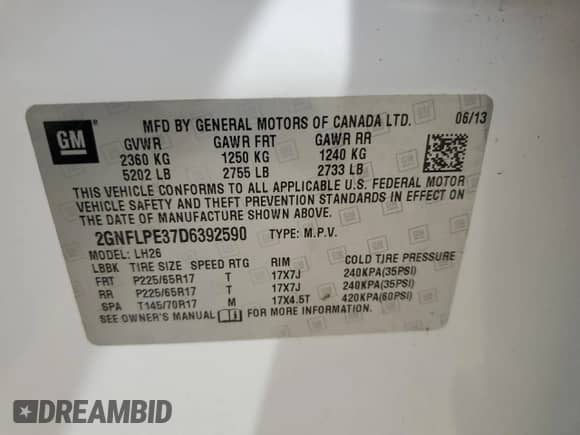 GM
MFD BY GENERAL MOTORS OF CANADA LTD. 06/13
GVWR GAWR FRT GAWR RR
2360 KG 1250 KG 1240 KG
5202 LB 2755 LB 2733 LB
THIS VEHICLE CONFORMS TO ALL APPLICABLE U.S. FEDERAL MOTOR
VEHICLE SAFETY AND THEFT PREVENTION STANDARDS IN EFFECT ON
THE DATE OF MANUFACTURE SHOWN ABOVE.
2GNFLPE37D6392590 TYPE: M.P.V.
MODEL: LH26
LBBK TIRE SIZE SPEED RTG RIM COLD TIRE PRESSURE
FRT P225/65R17 T 17X7J 240KPA(35PSI)
RR P225/65R17 T 17X7J 240KPA(35PSI)
SPA T145/70R17 M 17X4.5T 420KPA(60PSI)
SEE OWNER'S MANUAL FOR MORE INFORMATION.
DREAMBID